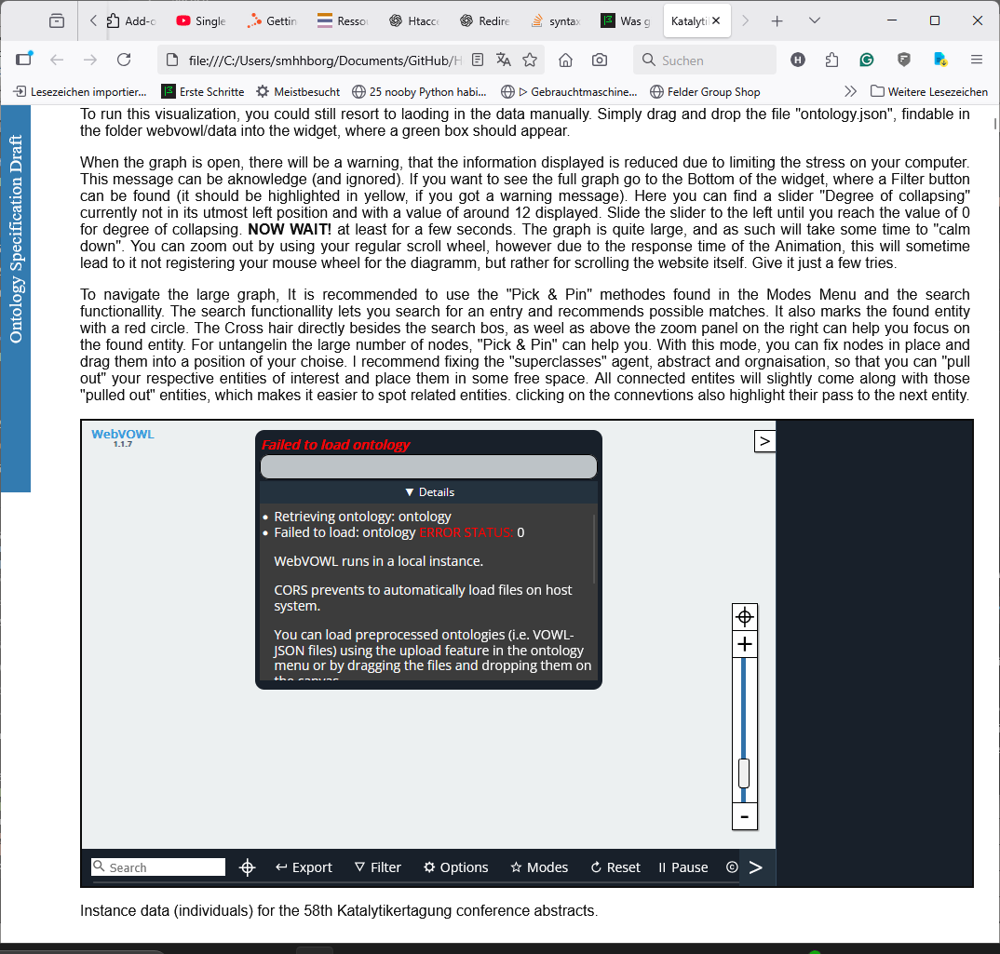 Add-o
Single
Gettin
Resso
Htacce
Redire
synta
Was g
Katalyti
file:///C:/Users/smhhborg/Documents/GitHub/H
Suchen
H
Lesezeichen importier...
Erste Schritte
Meistbesucht
25 nooby Python habi...
Gebrauchtmaschine...
Felder Group Shop
Weitere Lesezeichen
Ontology Specification Draft
To run this visualization, you could still resort to laoding in the data manually. Simply drag and drop the file "ontology.json", findable in
the folder webvowl/data into the widget, where a green box should appear.
When the graph is open, there will be a warning, that the information displayed is reduced due to limiting the stress on your computer.
This message can be aknowledge (and ignored). If you want to see the full graph go to the Bottom of the widget, where a Filter button
can be found (it should be highlighted in yellow, if you got a warning message). Here you can find a slider "Degree of collapsing"
currently not in its utmost left position and with a value of around 12 displayed. Slide the slider to the left until you reach the value of 0
for degree of collapsing. NOW WAIT! at least for a few seconds. The graph is quite large, and as such will take some time to "calm
down". You can zoom out by using your regular scroll wheel, however due to the response time of the Animation, this will sometime
lead to it not registering your mouse wheel for the diagramm, but rather for scrolling the website itself. Give it just a few tries.
To navigate the large graph, It is recommended to use the "Pick & Pin" methodes found in the Modes Menu and the search
functionallity. The search functionallity lets you search for an entry and recommends possible matches. It also marks the found entity
with a red circle. The Cross hair directly besides the search bos, as weel as above the zoom panel on the right can help you focus on
the found entity. For untangelin the large number of nodes, "Pick & Pin" can help you. With this mode, you can fix nodes in place and
drag them into a position of your choise. I recommend fixing the "superclasses" agent, abstract and orgnaisation, so that you can "pull
out" your respective entities of interest and place them in some free space. All connected entites will slightly come along with those
"pulled out" entities, which makes it easier to spot related entities. clicking on the connevtions also highlight their pass to the next entity.
WebVOWL
1.1.7
Failed to load ontology
>
▼ Details
• Retrieving ontology: ontology
• Failed to load: ontology ERROR STATUS: 0
WebVOWL runs in a local instance.
CORS prevents to automatically load files on host
system.
You can load preprocessed ontologies (i.e. VOWL-
JSON files) using the upload feature in the ontology
menu or by dragging the files and dropping them on
the canvas.
+
-
Search
Export
Filter
Options
Modes
Reset
Pause
©
>
Instance data (individuals) for the 58th Katalytikertagung conference abstracts.